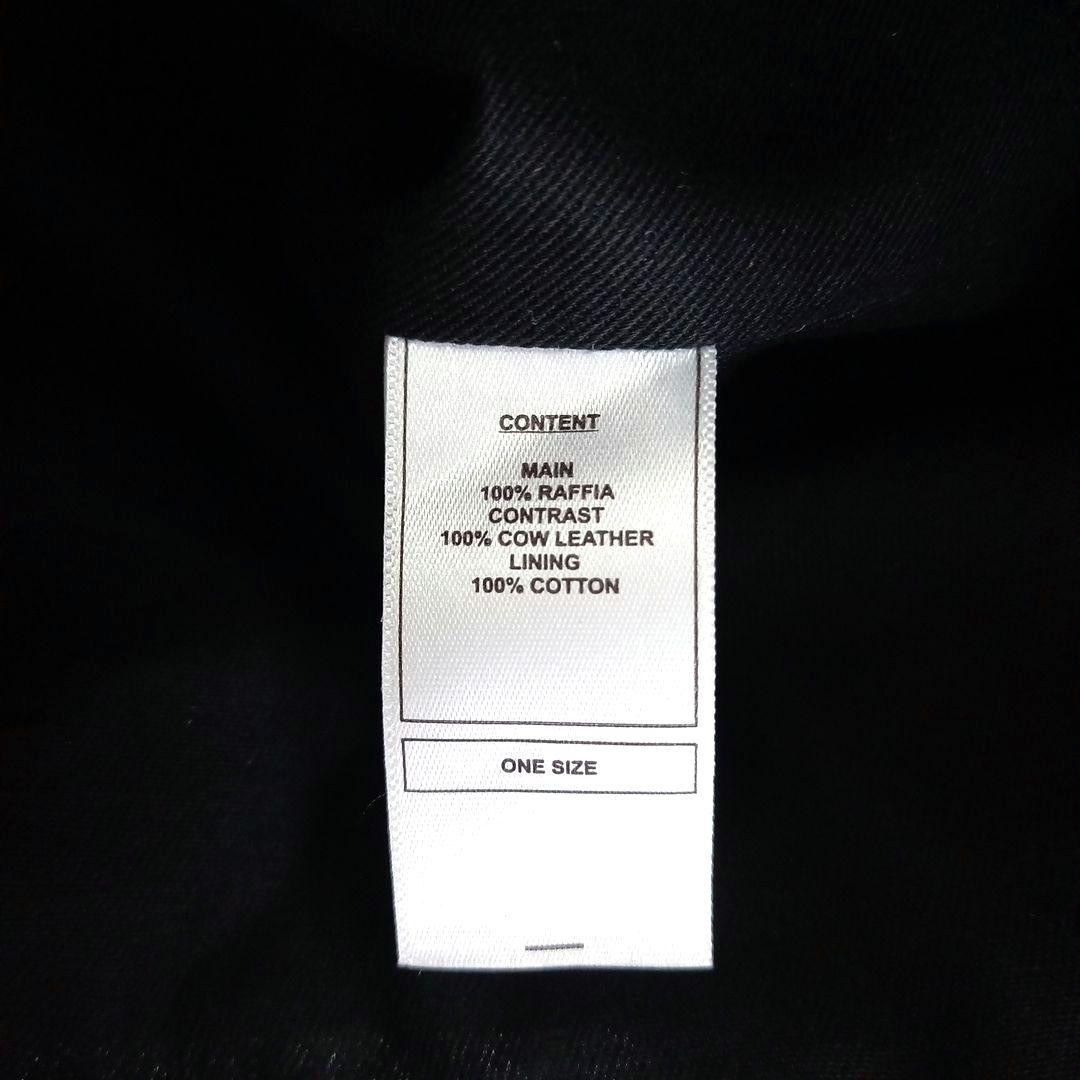 CONTENT
MAIN
100% RAFFIA
CONTRAST
100% COW LEATHER
LINING
100% COTTON
ONE SIZE